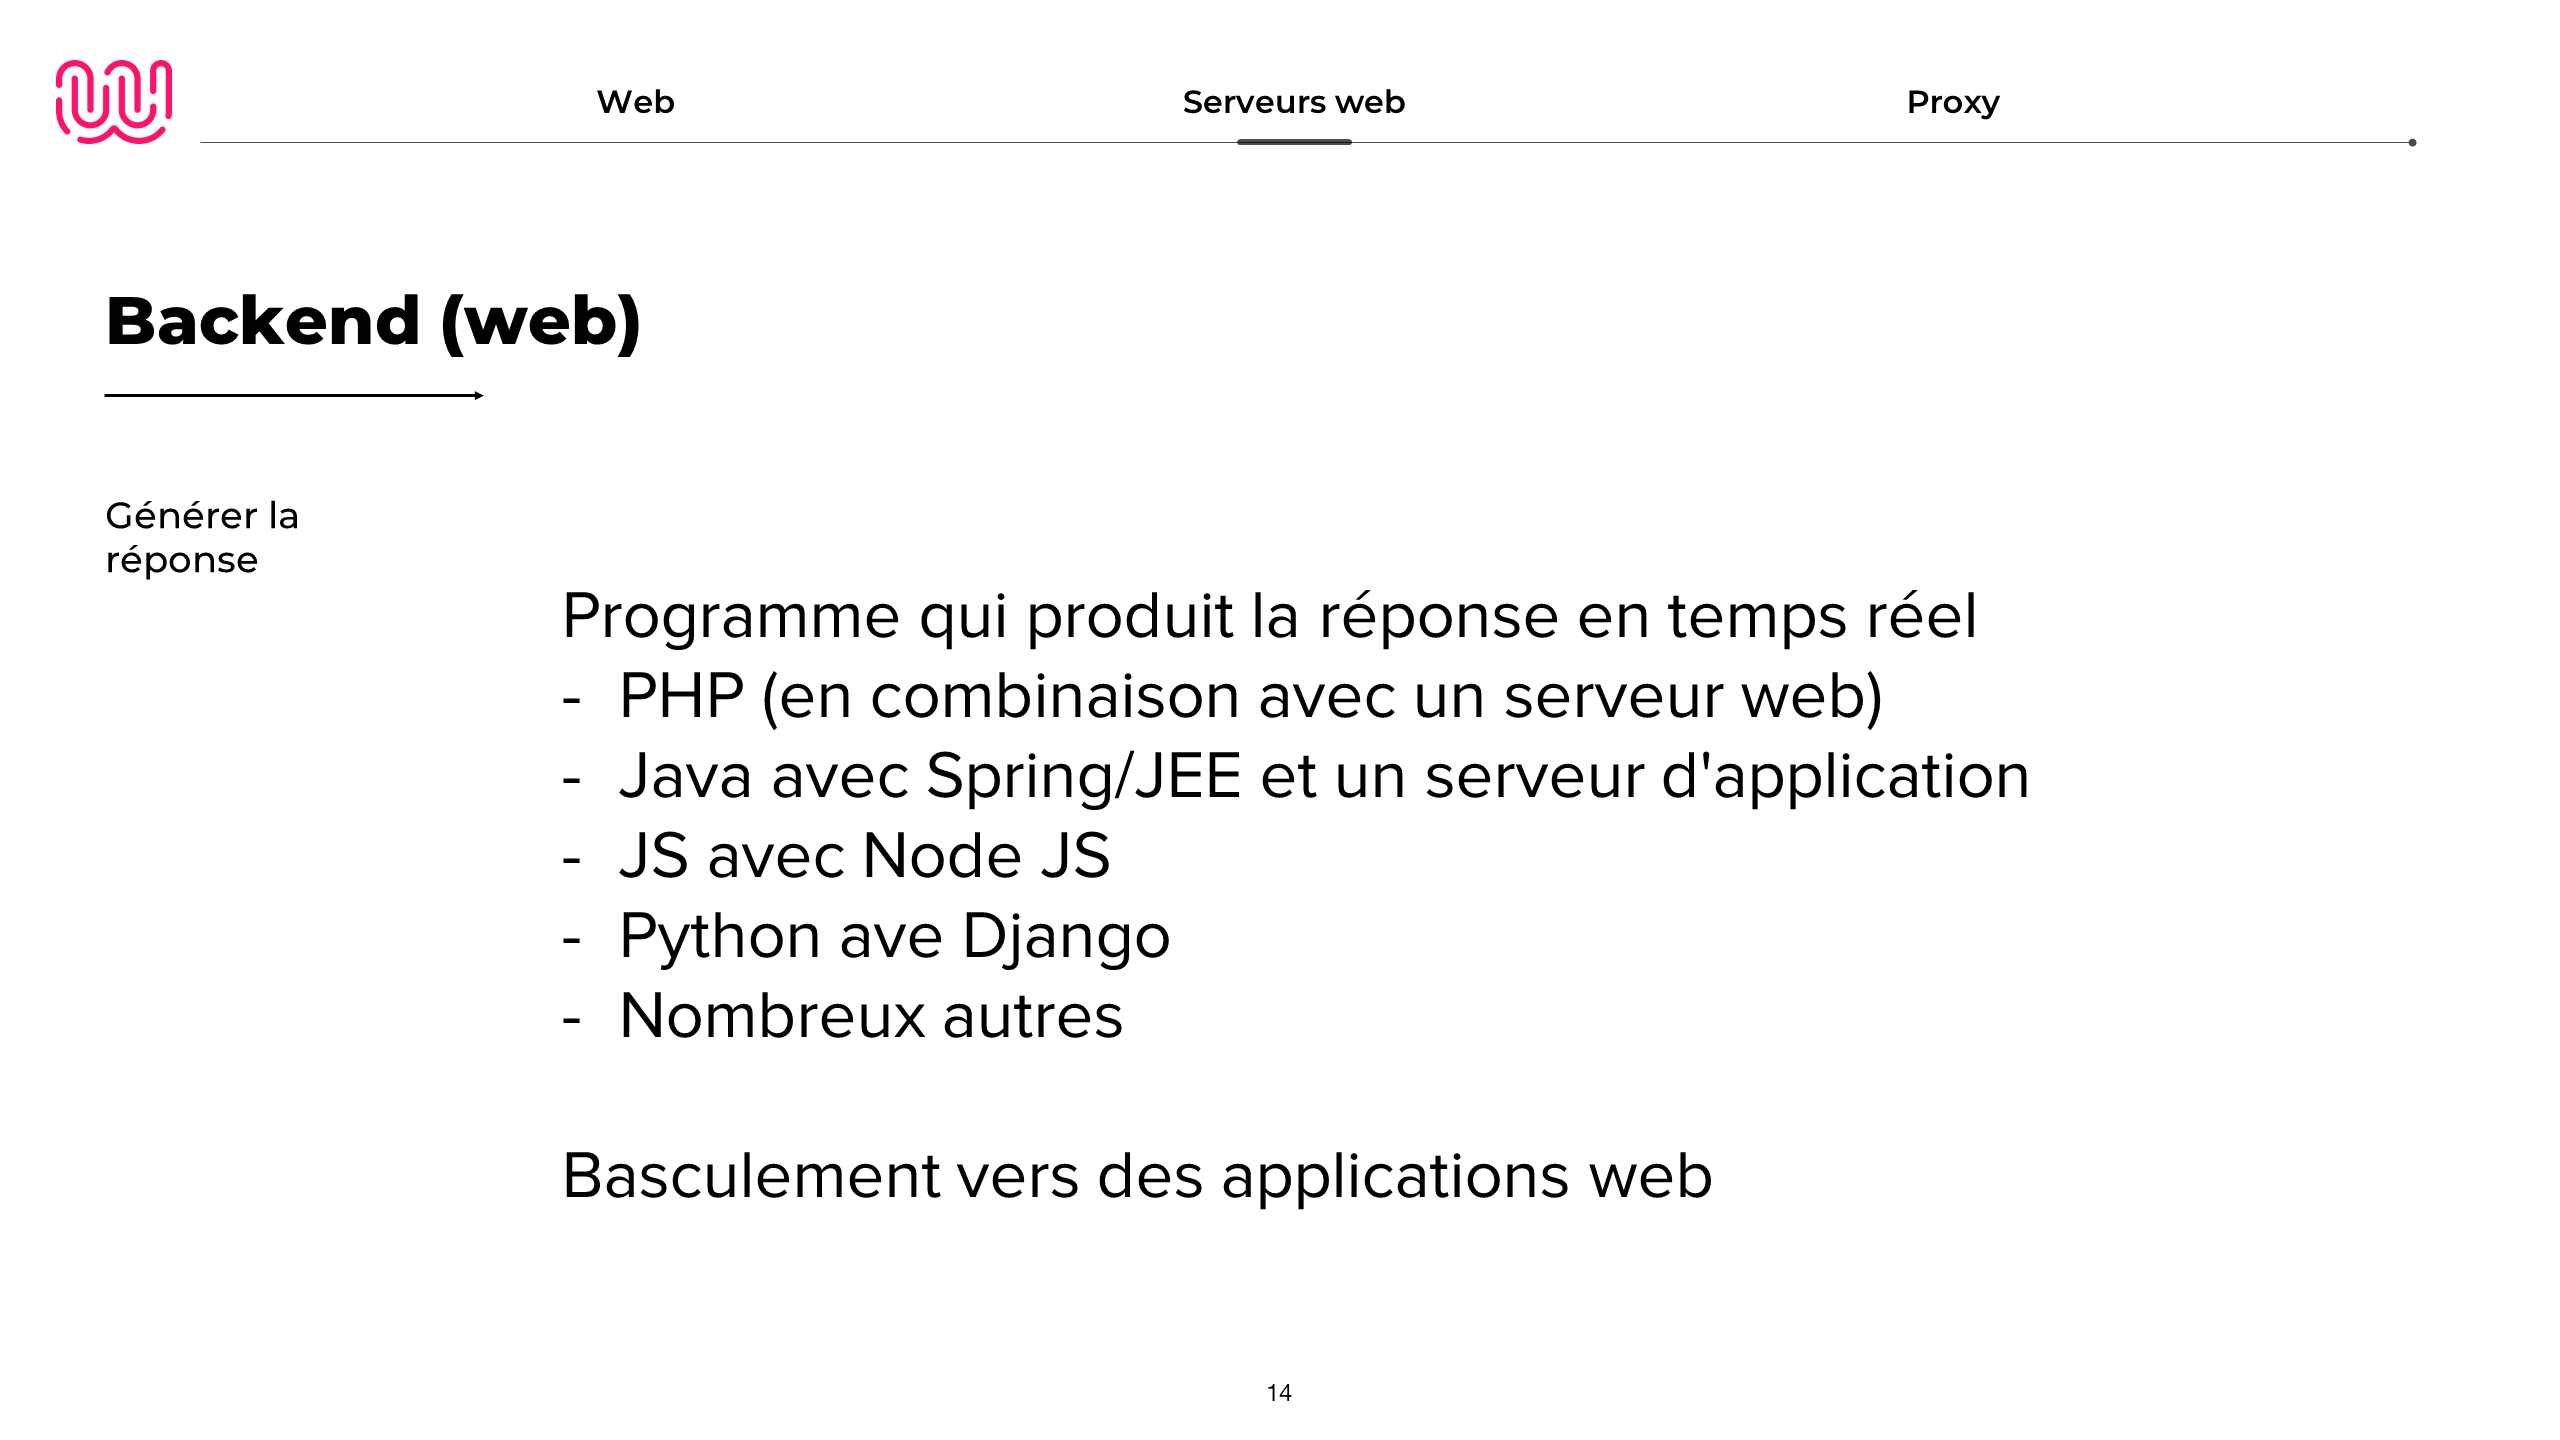 Web
Serveurs web
Proxy
Backend (web)
Générer la
réponse
Programme qui produit la réponse en temps réel
- PHP (en combinaison avec un serveur web)
- Java avec Spring/JEE et un serveur d'application
- JS avec Node JS
- Python ave Django
- Nombreux autres
Basculement vers des applications web
14